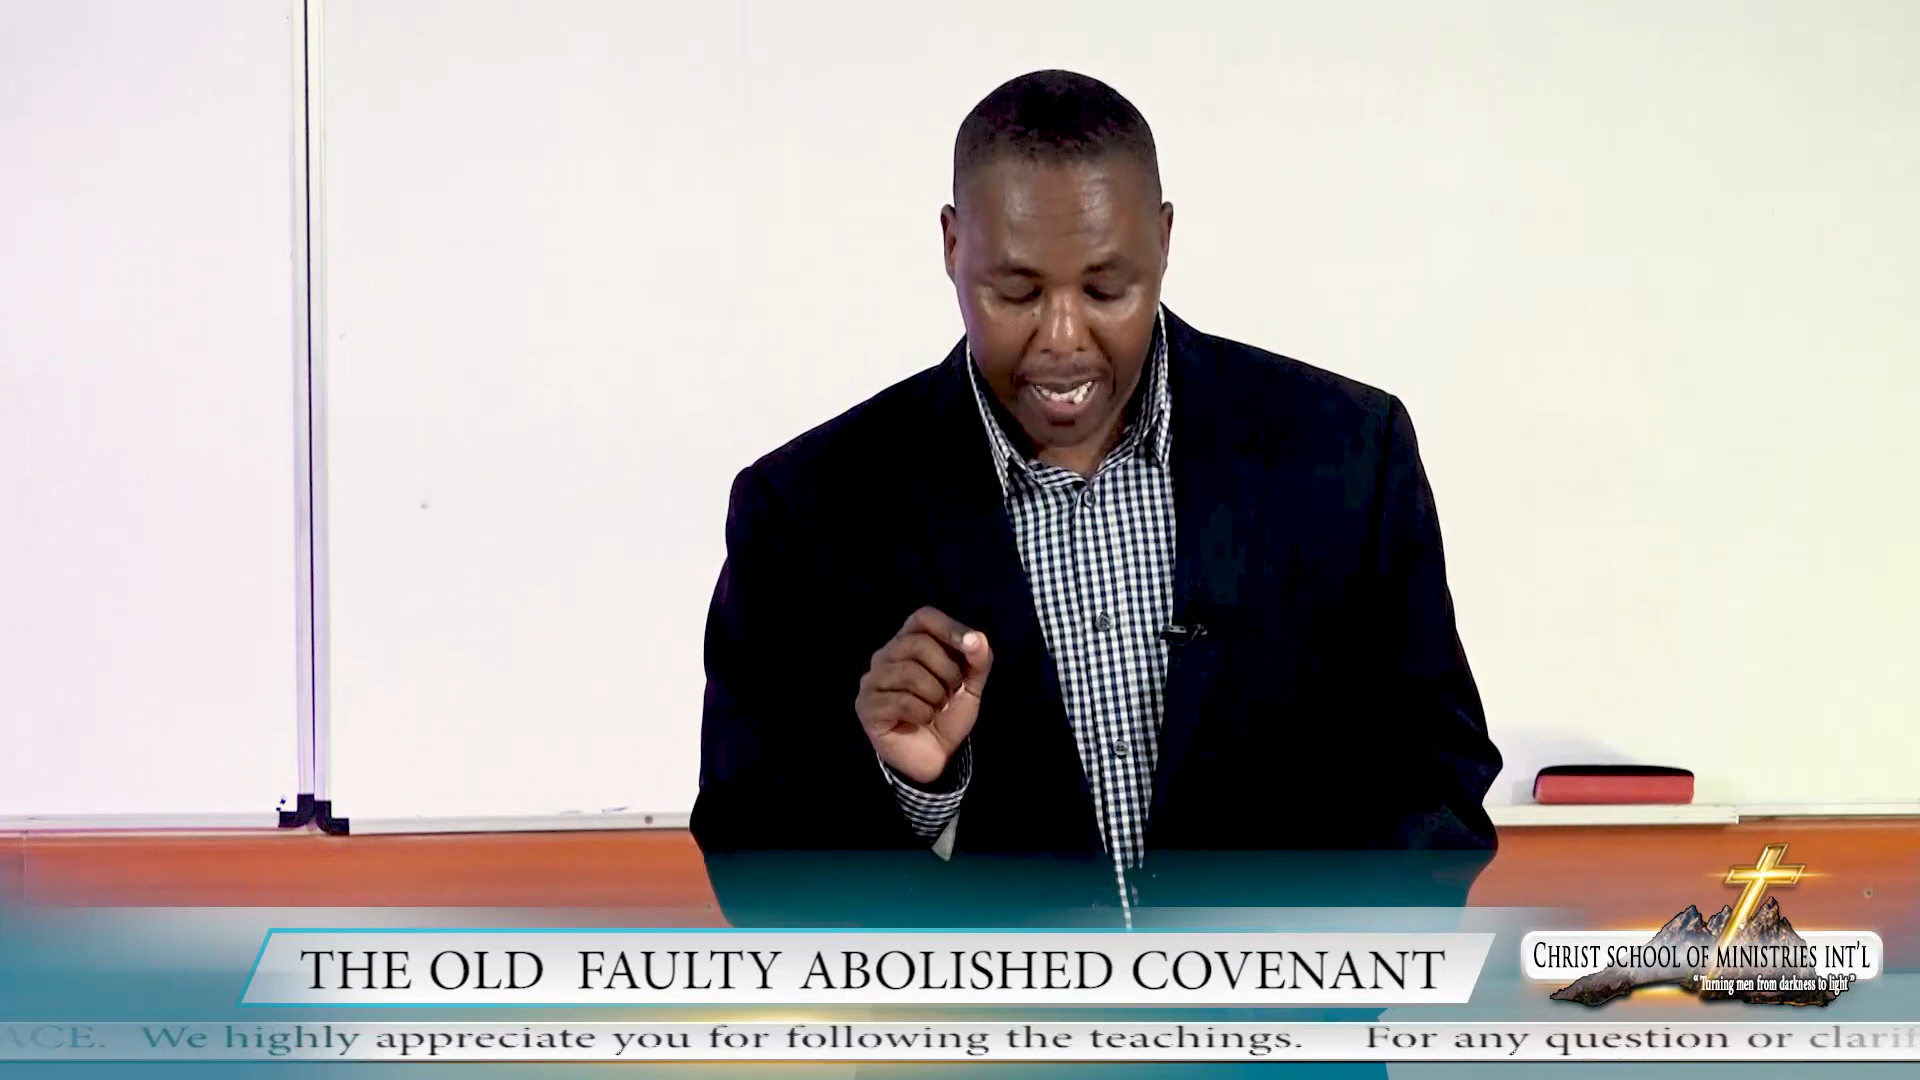 THE OLD FAULTY ABOLISHED COVENANT
CHRIST SCHOOL OF MINISTRIES INT'L
"Turning men from darkness to light"
We highly appreciate you for following the teachings. For any question or